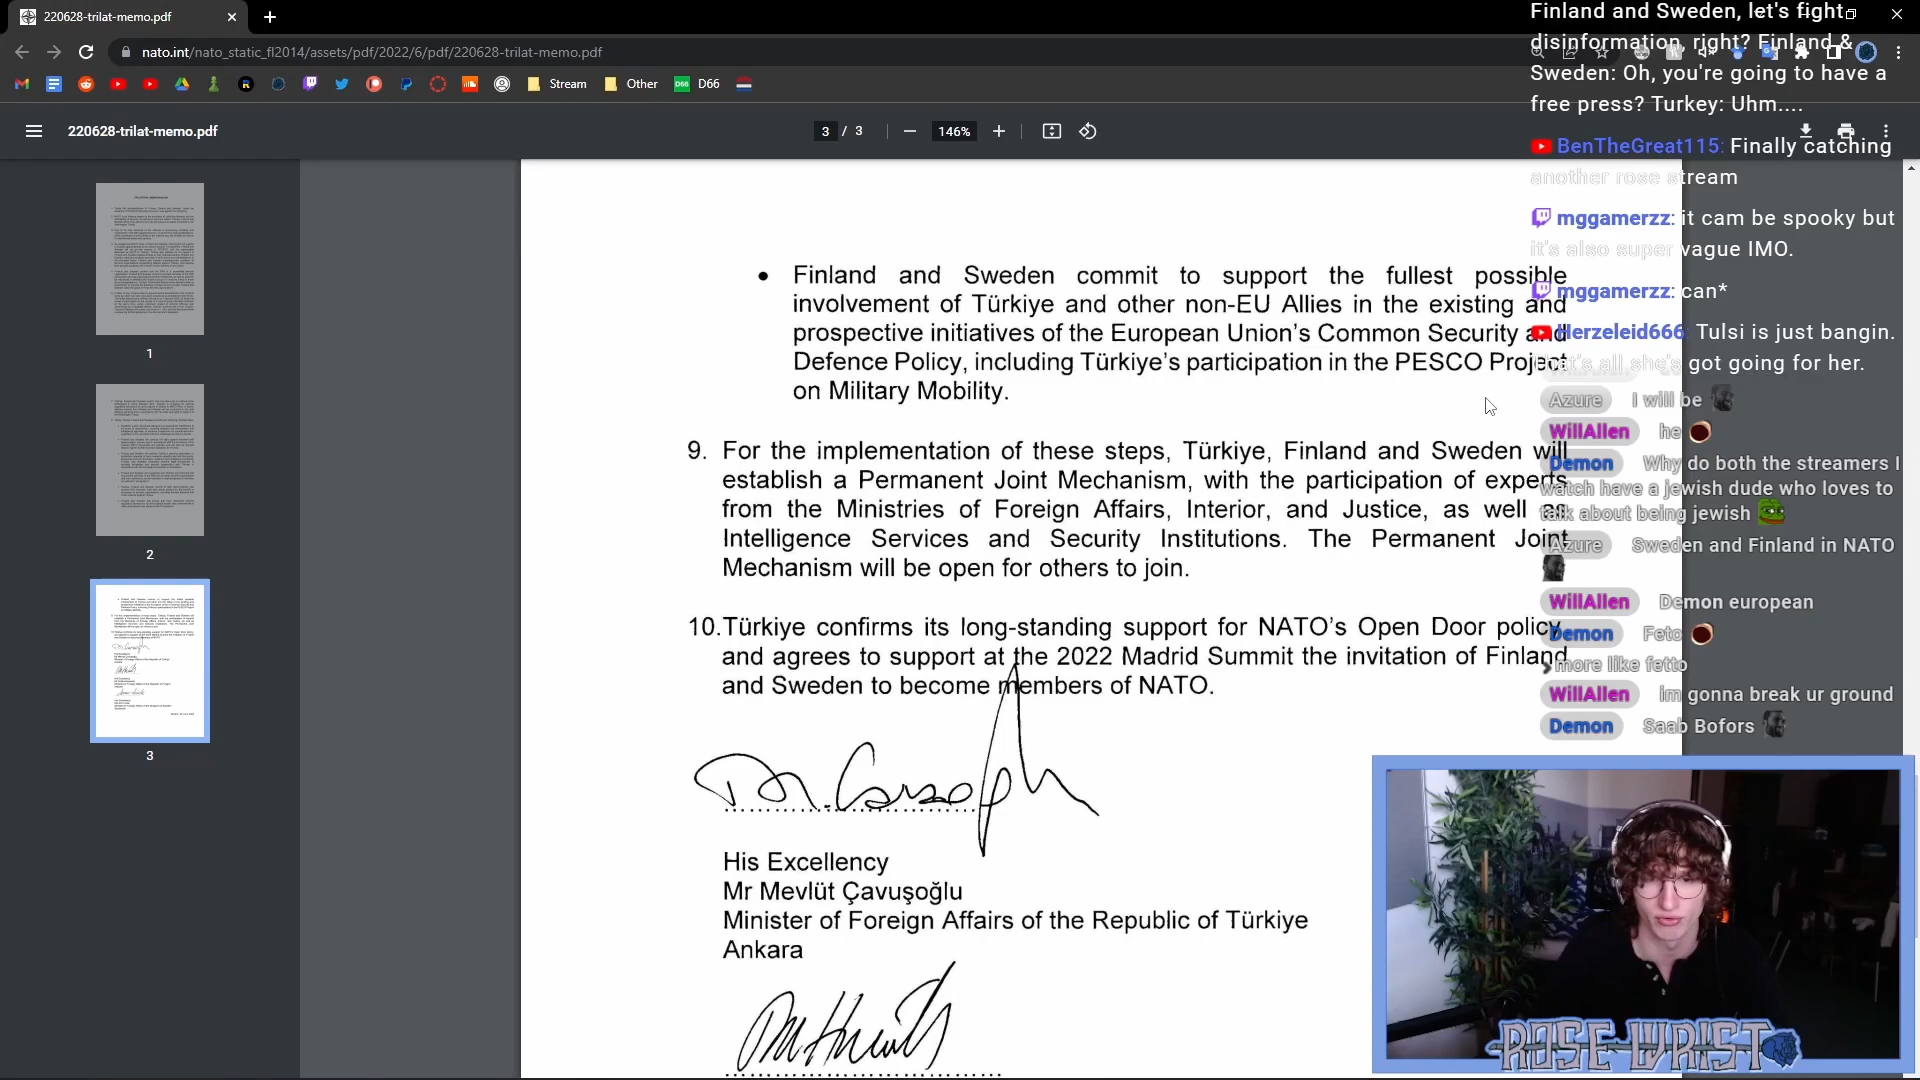 220628-trilat-memo.pdf
nato.int/nato_static_fl2014/assets/pdf/2022/6/pdf/220628-trilat-memo.pdf
Stream
Other
D66
D66
220628-trilat-memo.pdf
3 / 3
146%
1
2
3
• Finland and Sweden commit to support the fullest possible
involvement of Türkiye and other non-EU Allies in the existing and
prospective initiatives of the European Union's Common Security and
Defence Policy, including Türkiye's participation in the PESCO Project
on Military Mobility.
9. For the implementation of these steps, Türkiye, Finland and Sweden will
establish a Permanent Joint Mechanism, with the participation of experts
from the Ministries of Foreign Affairs, Interior, and Justice, as well as
Intelligence Services and Security Institutions. The Permanent Joint
Mechanism will be open for others to join.
10.Türkiye confirms its long-standing support for NATO's Open Door policy,
and agrees to support at the 2022 Madrid Summit the invitation of Finland
and Sweden to become members of NATO.
His Excellency
Mr Mevlüt Çavuşoğlu
Minister of Foreign Affairs of the Republic of Türkiye
Ankara
Finland and Sweden, let's fight
disinformation, right? Finland &
Sweden: Oh, you're going to have a
free press? Turkey: Uhm....
BenTheGreat115: Finally catching
another rose stream
mggamerzz: it cam be spooky but
it's also super vague IMO.
mggamerzz: can*
Herzeleid666: Tulsi is just bangin.
that's all she's got going for her.
Azure I will be
WillAllen he
Demon Why do both the streamers I
watch have a jewish dude who loves to
talk about being jewish
Azure Sweden and Finland in NATO
WillAllen Demon european
Demon Feto
more like fetto
WillAllen im gonna break ur ground
Demon Saab Bofors
ROSE WRIST